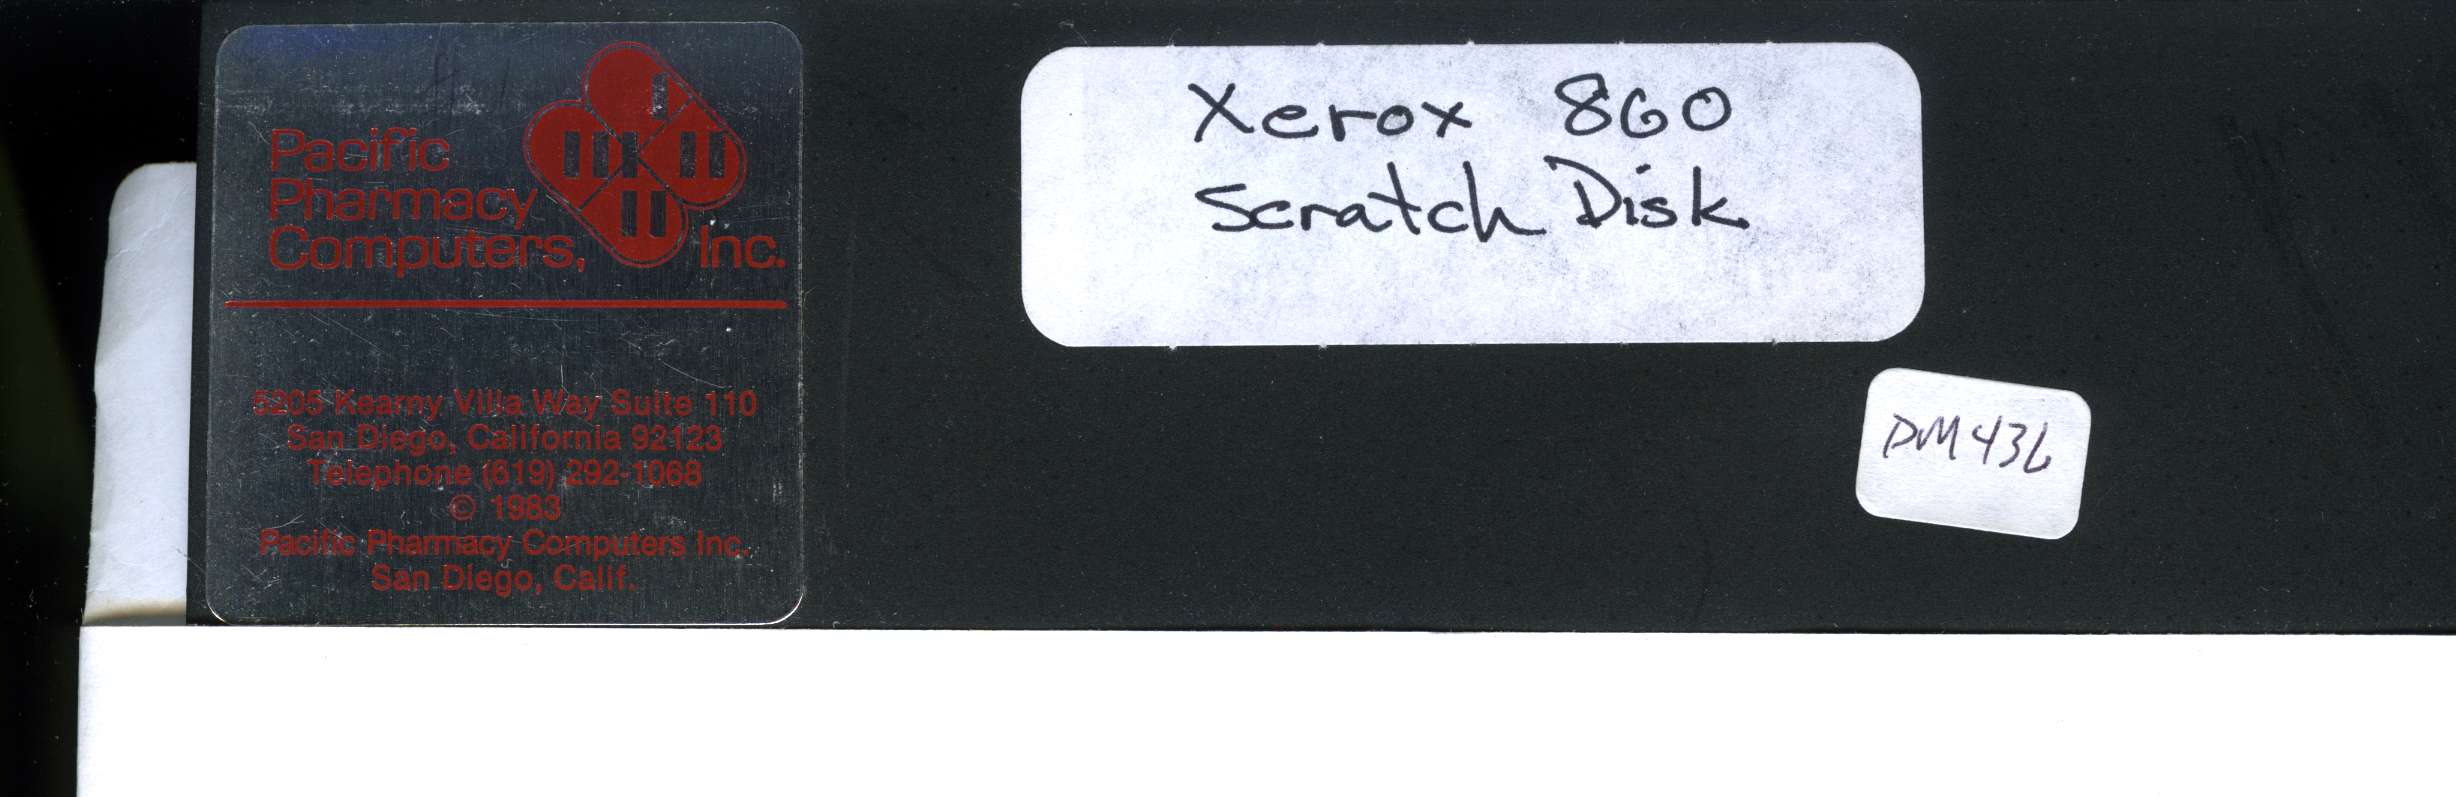 Pacific
Pharmacy
Computers, Inc.
5205 Kearny Villa Way Suite 110
San Diego, California 92123
Telephone (619) 292-1068
© 1983
Pacific Pharmacy Computers Inc.
San Diego, Calif.
Xerox 860
Scratch Disk
DM436